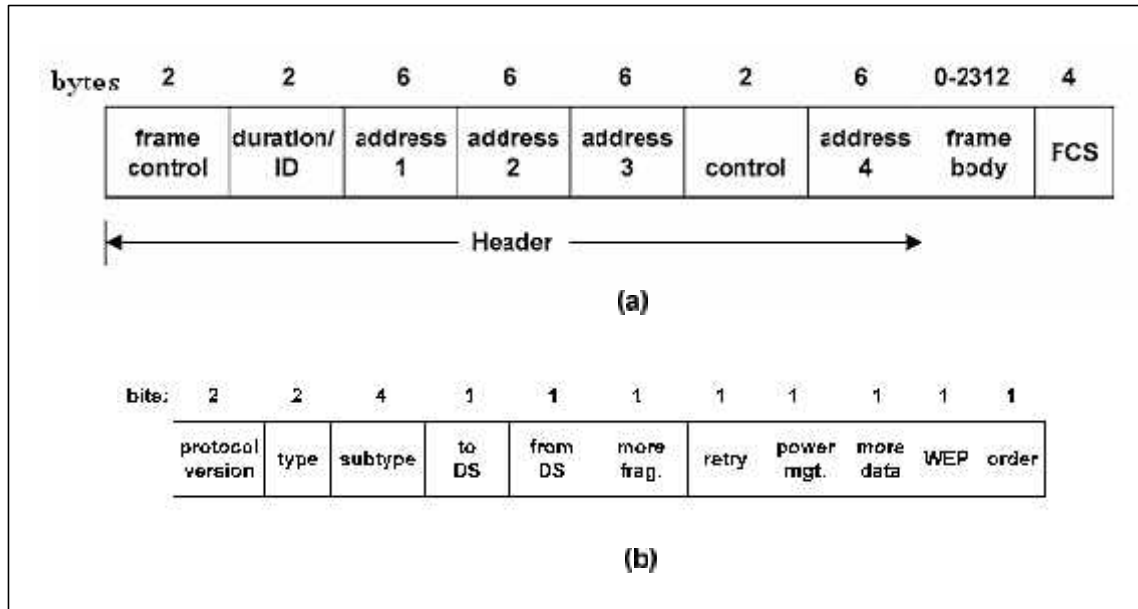 bytes 2 2 6 6 6 2 6 0-2312 4
frame control duration/ ID address 1 address 2 address 3 control address 4 frame body FCS
Header
(a)
bits: 2 2 4 1 1 1 1 1 1 1 1
protocol version type subtype to DS from DS more frag. retry power mgt. more data WEP order
(b)